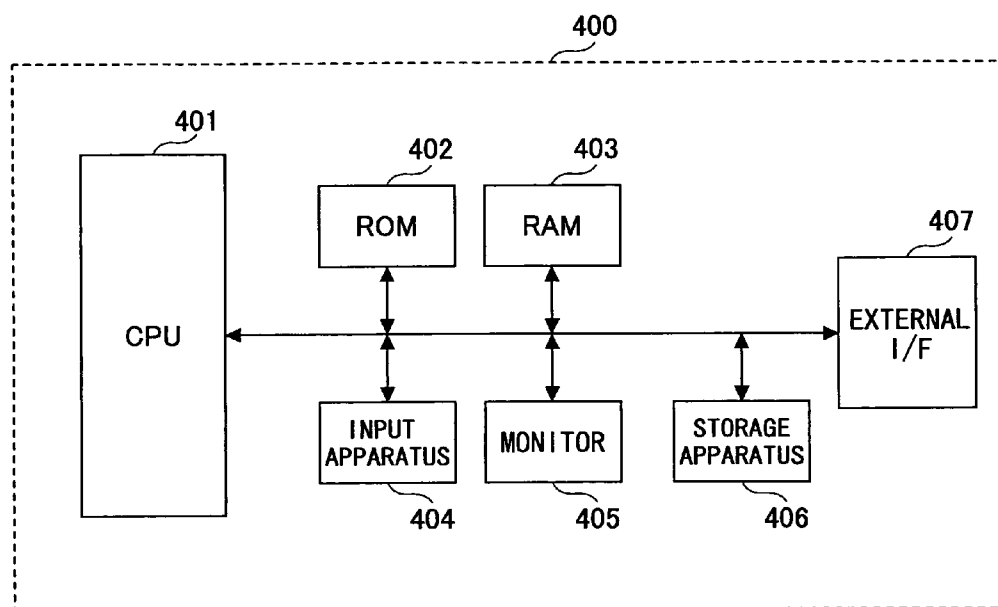 400
401
402
403
407
ROM
RAM
CPU
EXTERNAL
I/F
INPUT
APPARATUS
MONITOR
STORAGE
APPARATUS
404
405
406